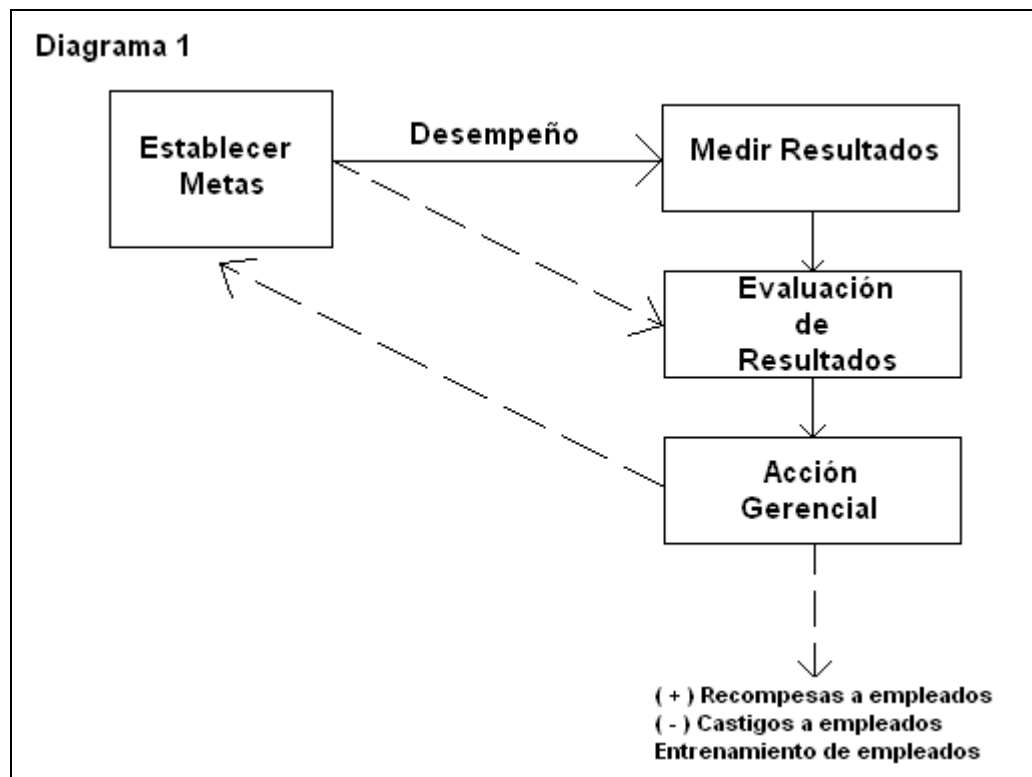 Diagrama 1
Establecer
Metas
Desempeño
Medir Resultados
Evaluación
de
Resultados
Acción
Gerencial
( + ) Recompesas a empleados
( - ) Castigos a empleados
Entrenamiento de empleados